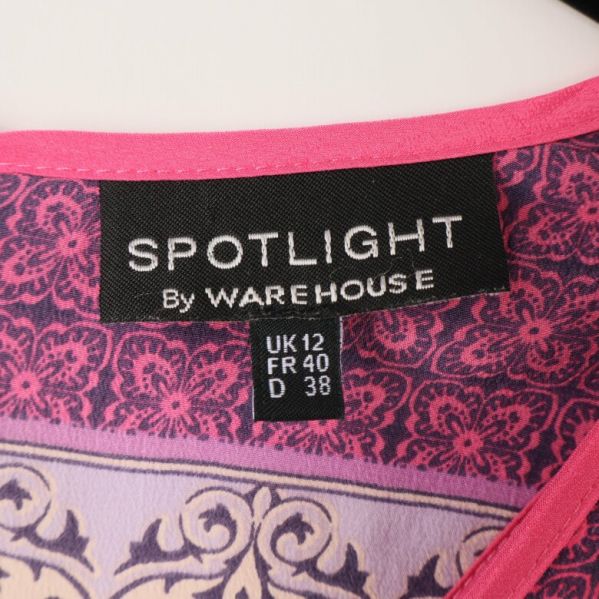 SPOTLIGHT
By WAREHOUSE
UK 12
FR 40
D 38